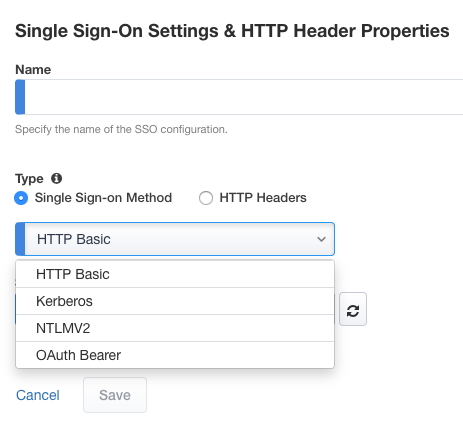 Single Sign-On Settings & HTTP Header Properties
Name
Specify the name of the SSO configuration.
Type
Single Sign-on Method HTTP Headers
HTTP Basic
HTTP Basic
Kerberos
NTLMV2
OAuth Bearer
Cancel Save